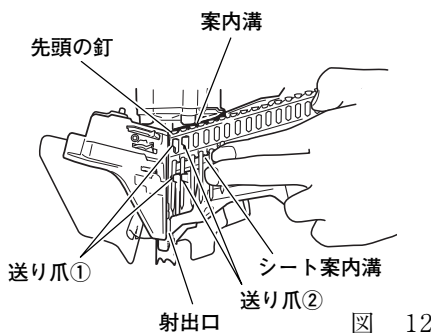 案内溝
先頭の釘
送り爪①
シート案内溝
送り爪②
射出口
図 12